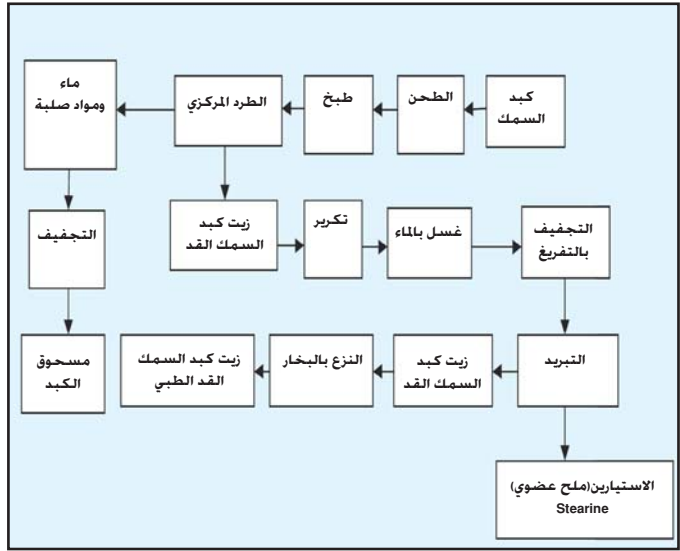 كبد
السمك
الطحن
طبخ
الطرد المركزي
ماء
ومواد صلبة
التجفيف
مسحوق
الكبد
زيت كبد
السمك القد
تكرير
غسل بالماء
التجفيف
بالتفريغ
التبريد
زيت كبد
السمك القد
النزع بالبخار
زيت كبد السمك
القد الطبي
الاستيارين(ملح عضوي)
Stearine